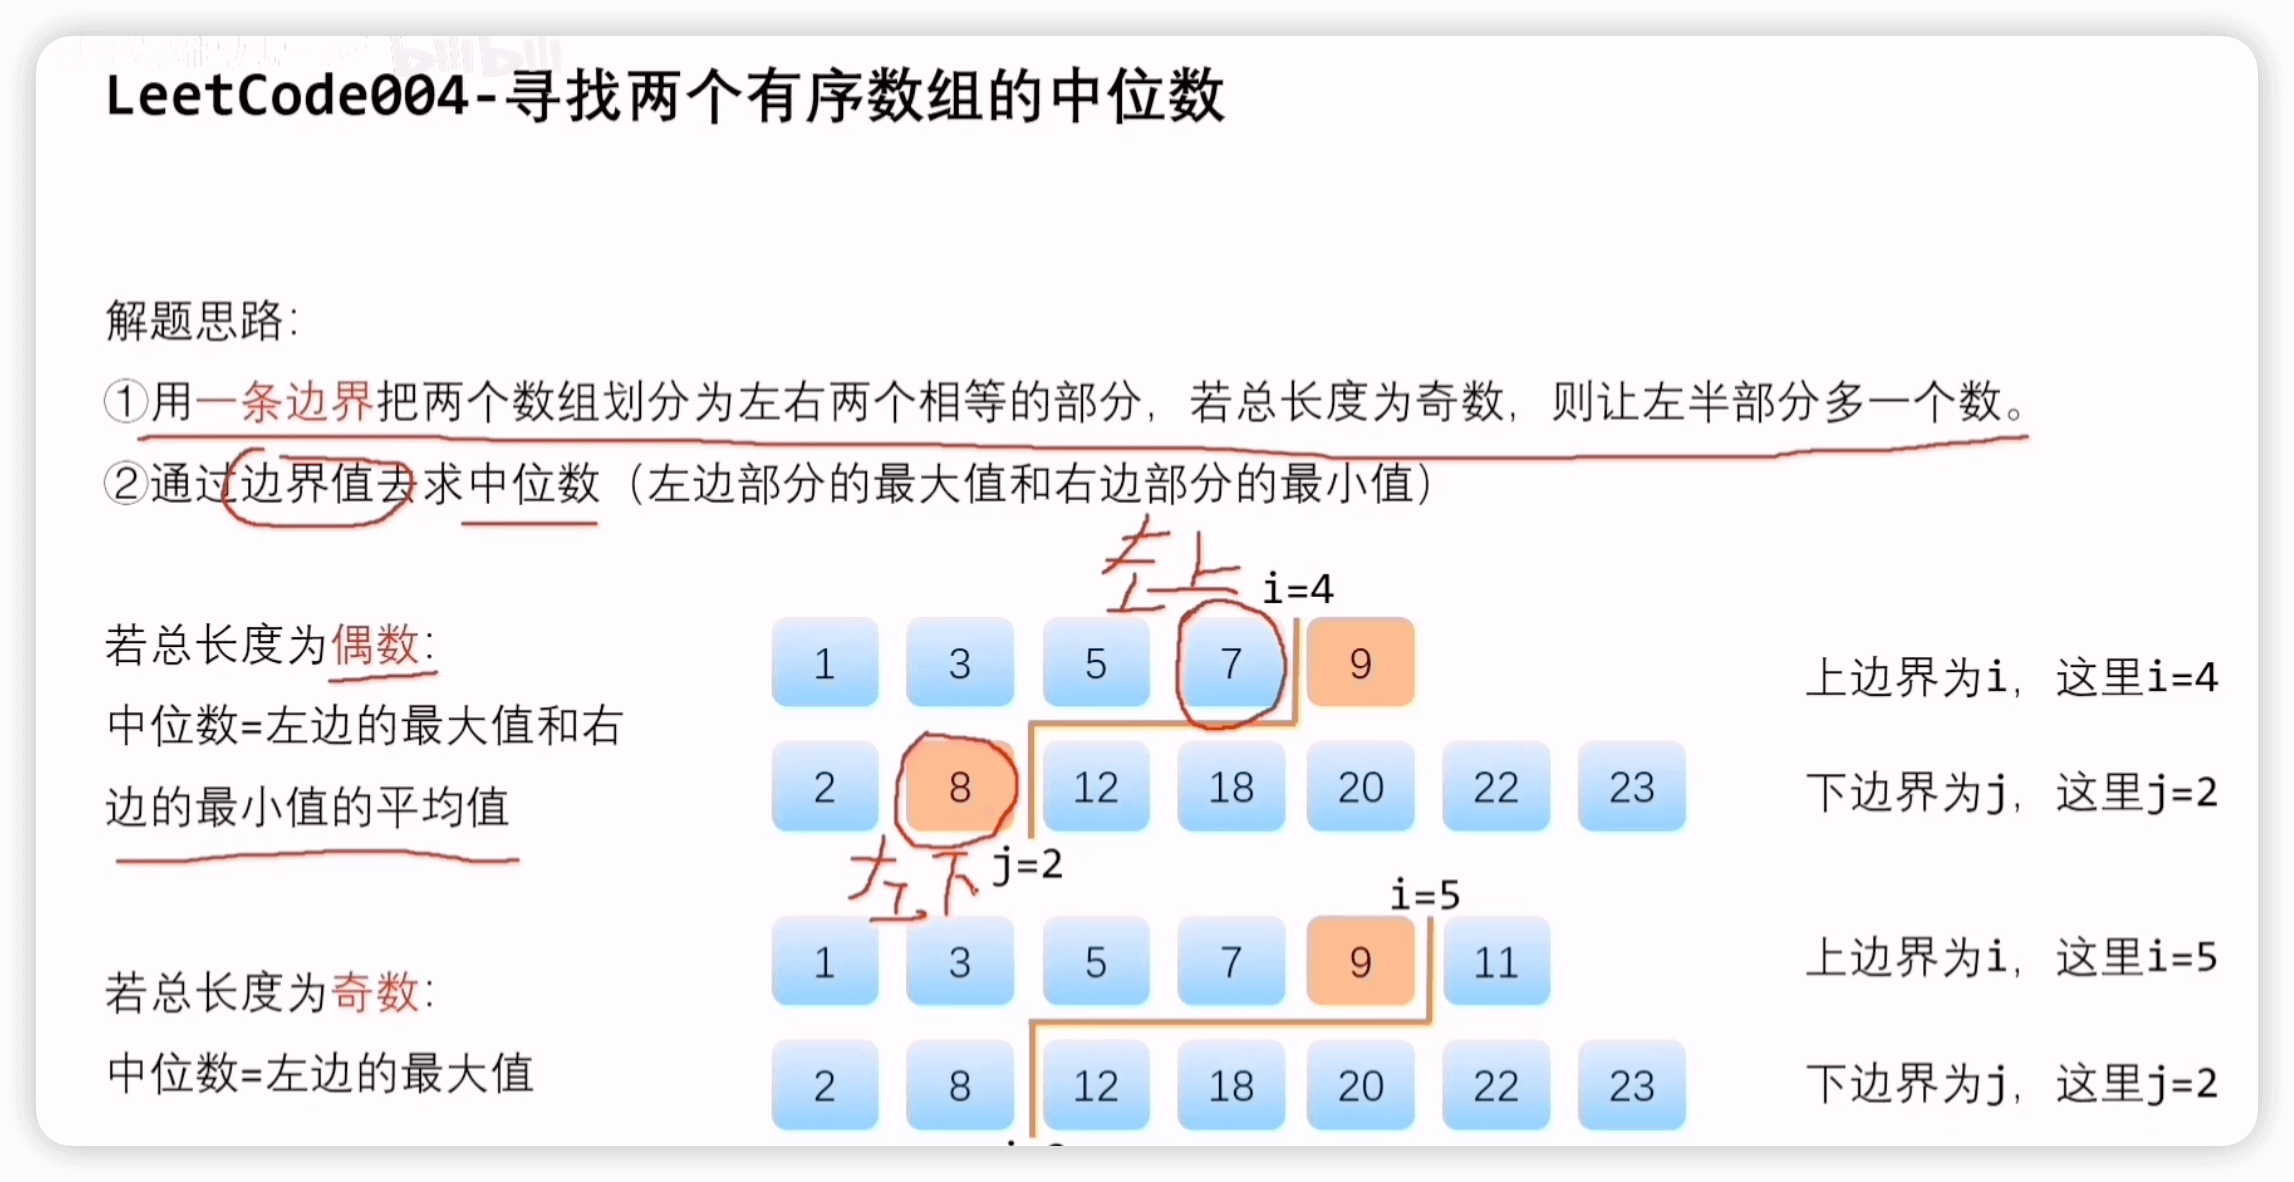 LeetCode004-寻找两个有序数组的中位数
解题思路：
①用一条边界把两个数组划分为左右两个相等的部分，若总长度为奇数，则让左半部分多一个数。
②通过边界值去求中位数（左边部分的最大值和右边部分的最小值）
左上
i=4
若总长度为偶数：
中位数=左边的最大值和右
边的最小值的平均值
1 3 5 7 9
上边界为i，这里i=4
2 8 12 18 20 22 23
下边界为j，这里j=2
左下
j=2
i=5
若总长度为奇数：
中位数=左边的最大值
1 3 5 7 9 11
上边界为i，这里i=5
2 8 12 18 20 22 23
下边界为j，这里j=2